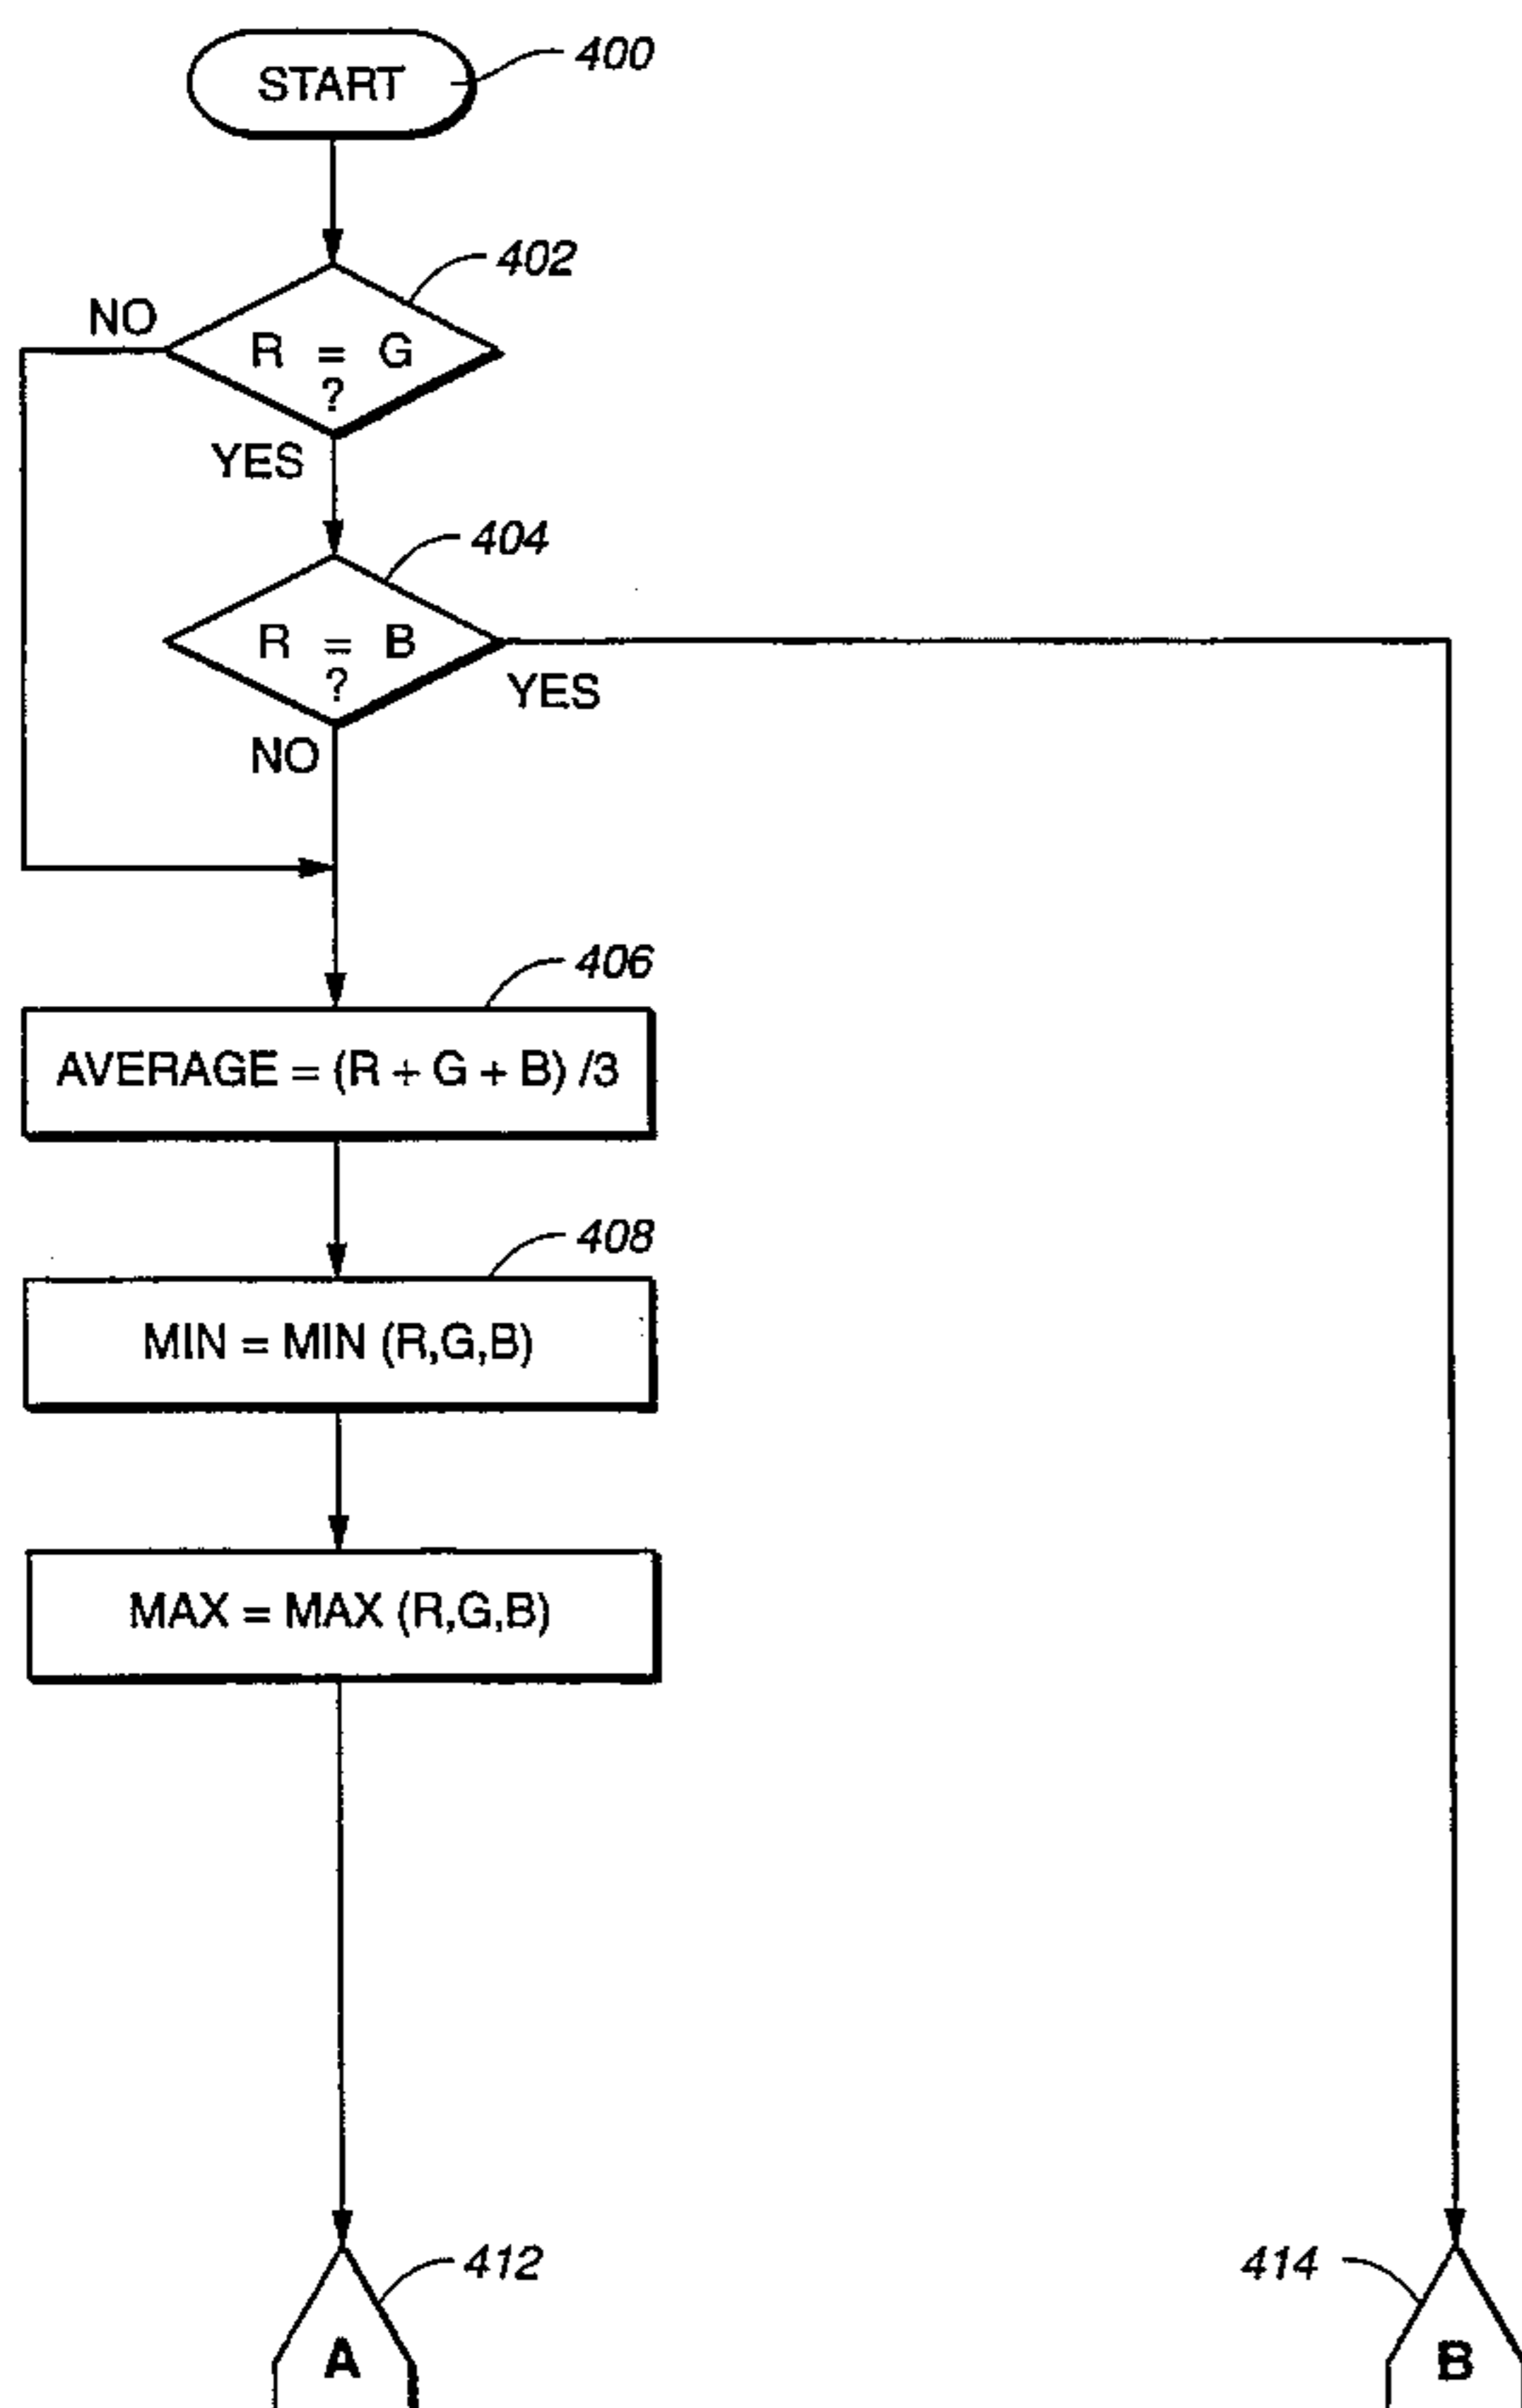 START
400
402
NO
R = G
?
YES
404
R = B
?
YES
NO
406
AVERAGE = (R + G + B) /3
408
MIN = MIN (R,G,B)
MAX = MAX (R,G,B)
412
A
414
B